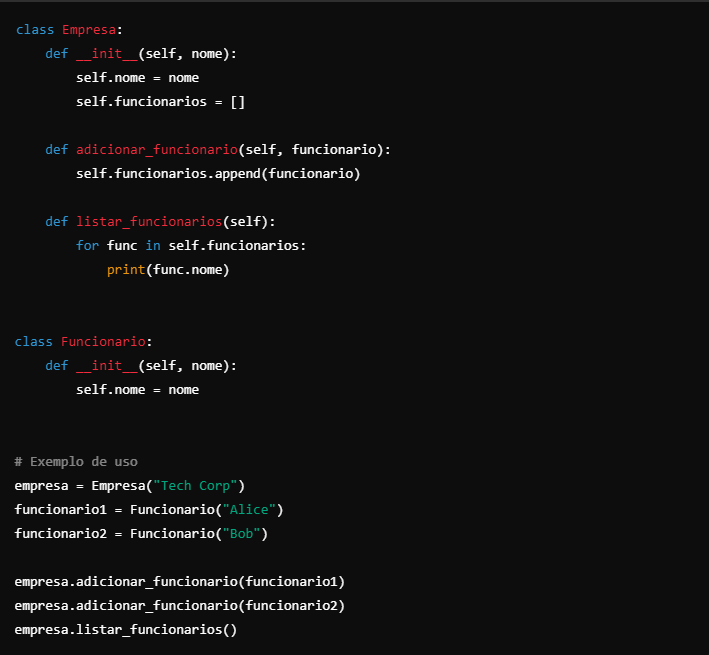 class Empresa:
    def __init__(self, nome):
        self.nome = nome
        self.funcionarios = []

    def adicionar_funcionario(self, funcionario):
        self.funcionarios.append(funcionario)

    def listar_funcionarios(self):
        for func in self.funcionarios:
            print(func.nome)


class Funcionario:
    def __init__(self, nome):
        self.nome = nome


# Exemplo de uso
empresa = Empresa("Tech Corp")
funcionario1 = Funcionario("Alice")
funcionario2 = Funcionario("Bob")

empresa.adicionar_funcionario(funcionario1)
empresa.adicionar_funcionario(funcionario2)
empresa.listar_funcionarios()